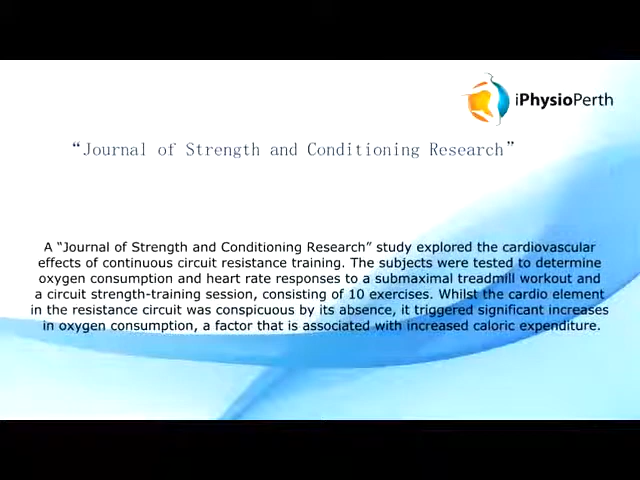 iPhysioPerth
“Journal of Strength and Conditioning Research”
A “Journal of Strength and Conditioning Research” study explored the cardiovascular
effects of continuous circuit resistance training. The subjects were tested to determine
oxygen consumption and heart rate responses to a submaximal treadmill workout and
a circuit strength-training session, consisting of 10 exercises. Whilst the cardio element
in the resistance circuit was conspicuous by its absence, it triggered significant increases
in oxygen consumption, a factor that is associated with increased caloric expenditure.